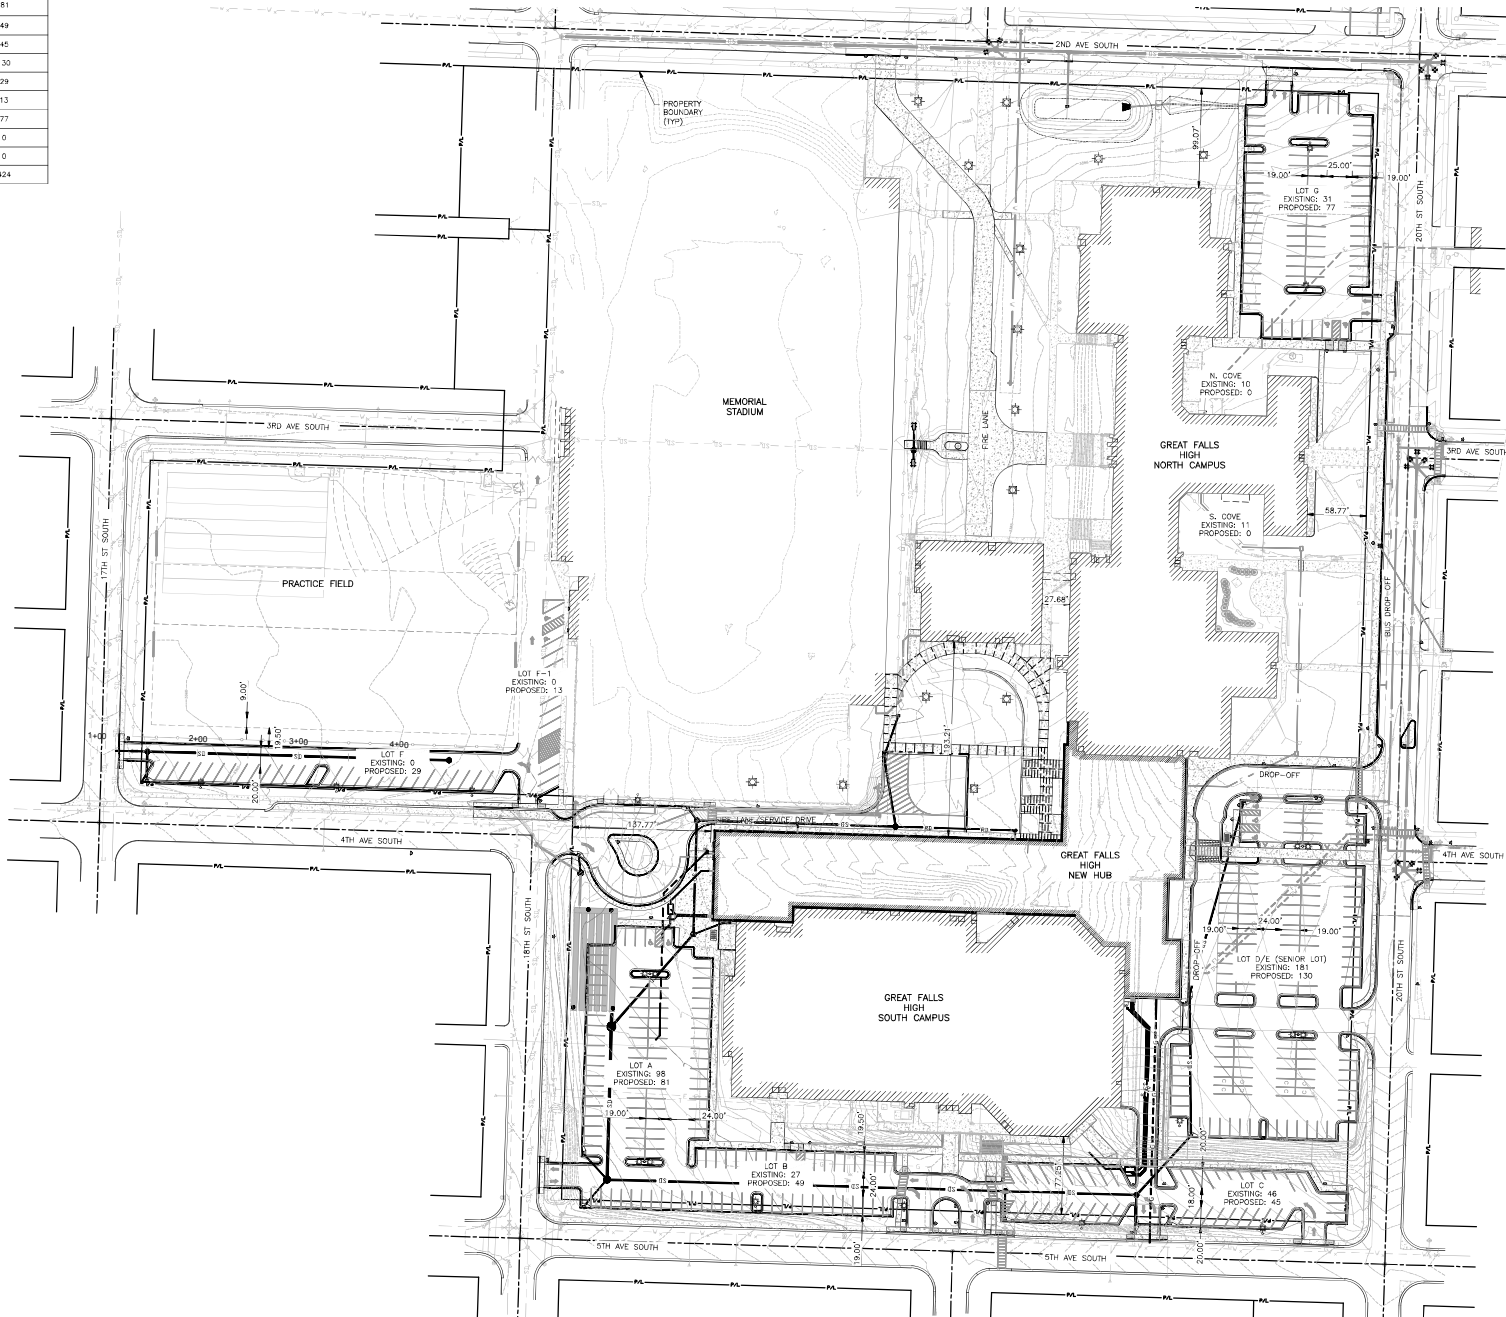 81
49
45
130
29
13
77
0
0
424
2ND AVE SOUTH
PROPERTY
BOUNDARY
(TYP)
99.07'
25.00'
19.00'
19.00'
LOT G
EXISTING: 31
PROPOSED: 77
20TH ST SOUTH
N. COVE
EXISTING: 10
PROPOSED: 0
MEMORIAL
STADIUM
3RD AVE SOUTH
FIRE LANE
GREAT FALLS
HIGH
NORTH CAMPUS
3RD AVE SOUTH
S. COVE
EXISTING: 11
PROPOSED: 0
58.77'
17TH ST SOUTH
PRACTICE FIELD
27.68'
BUS DROP-OFF
LOT F-1
EXISTING: 0
PROPOSED: 13
9.00'
19.50'
193.21'
1+00
2+00
3+00
4+00
SD
SD
LOT F
EXISTING: 0
PROPOSED: 29
20.00'
DROP-OFF
LANE/SERVICE DRIVE
137.77'
4TH AVE SOUTH
GREAT FALLS
HIGH
NEW HUB
4TH AVE SOUTH
18TH ST SOUTH
24.00'
19.00'
19.00'
DROP-OFF
LOT D/E (SENIOR LOT)
EXISTING: 181
PROPOSED: 130
20TH ST SOUTH
GREAT FALLS
HIGH
SOUTH CAMPUS
LOT A
EXISTING: 98
PROPOSED: 81
19.00'
24.00'
19.50'
20.00'
LOT B
EXISTING: 27
PROPOSED: 49
24.00'
77.25'
18.00'
LOT C
EXISTING: 46
PROPOSED: 45
19.00'
20.00'
5TH AVE SOUTH
5TH AVE SOUTH